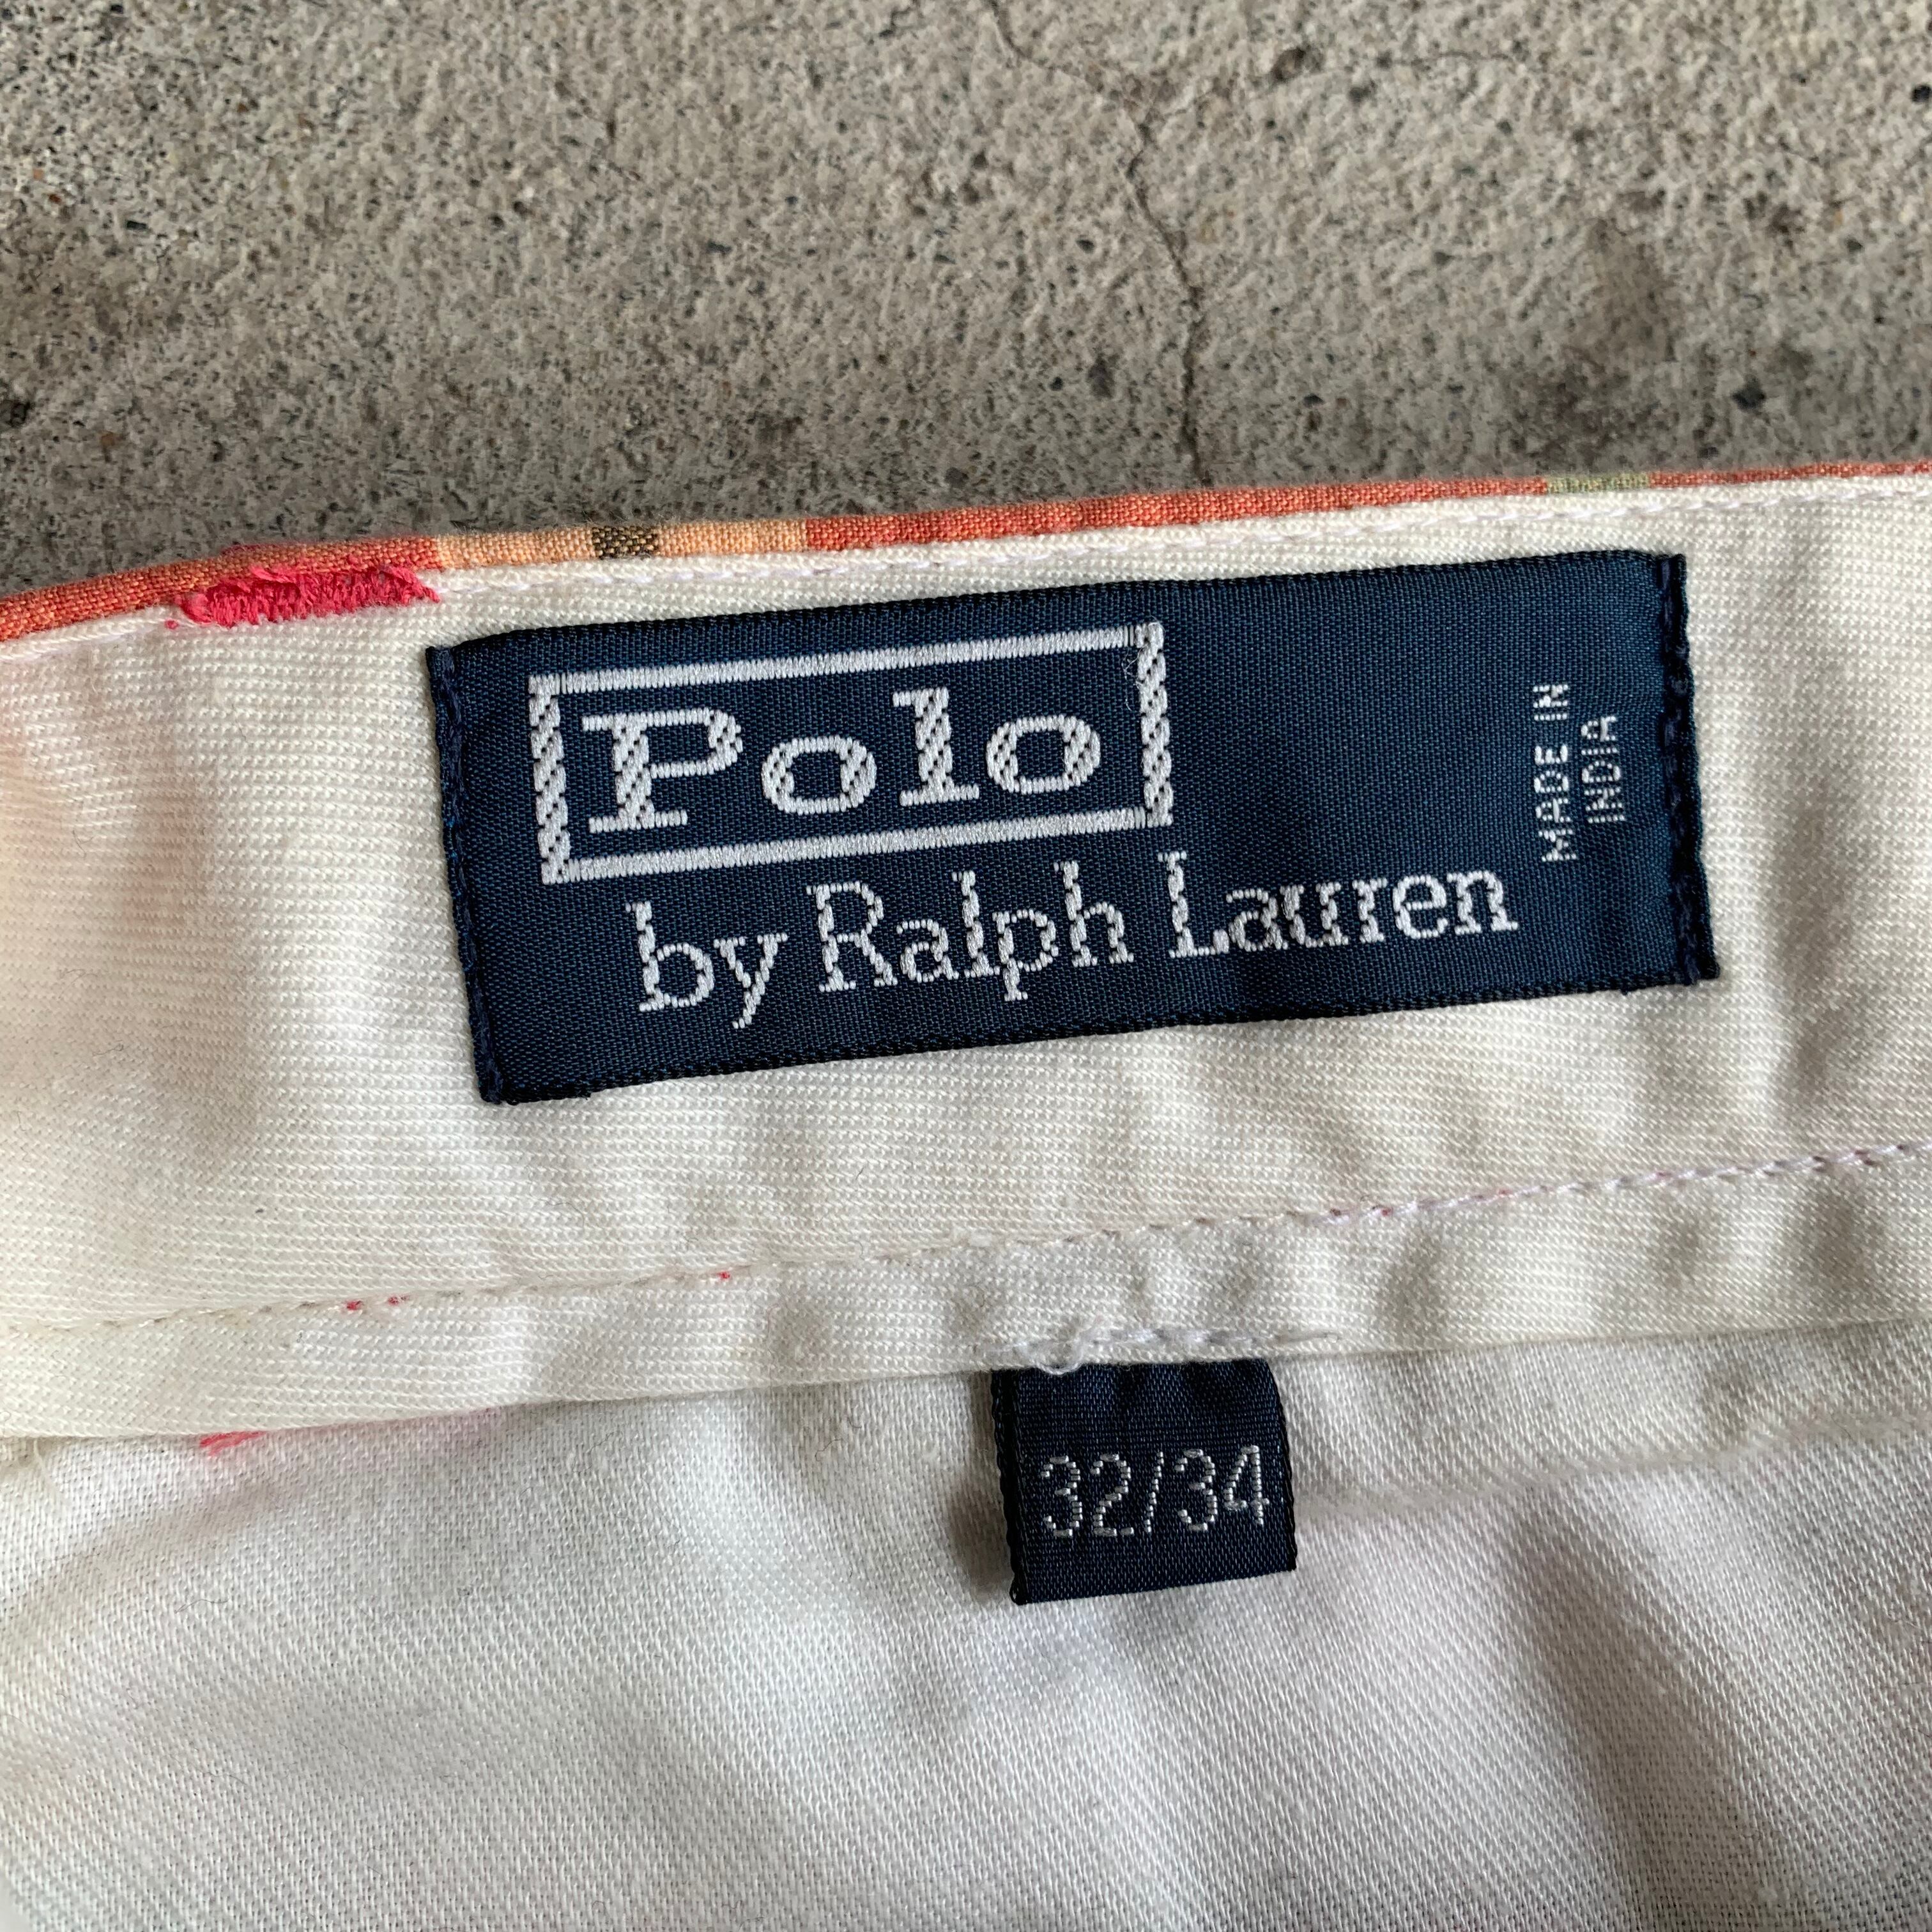 Polo
by Ralph Lauren
MADE IN
INDIA
32/34